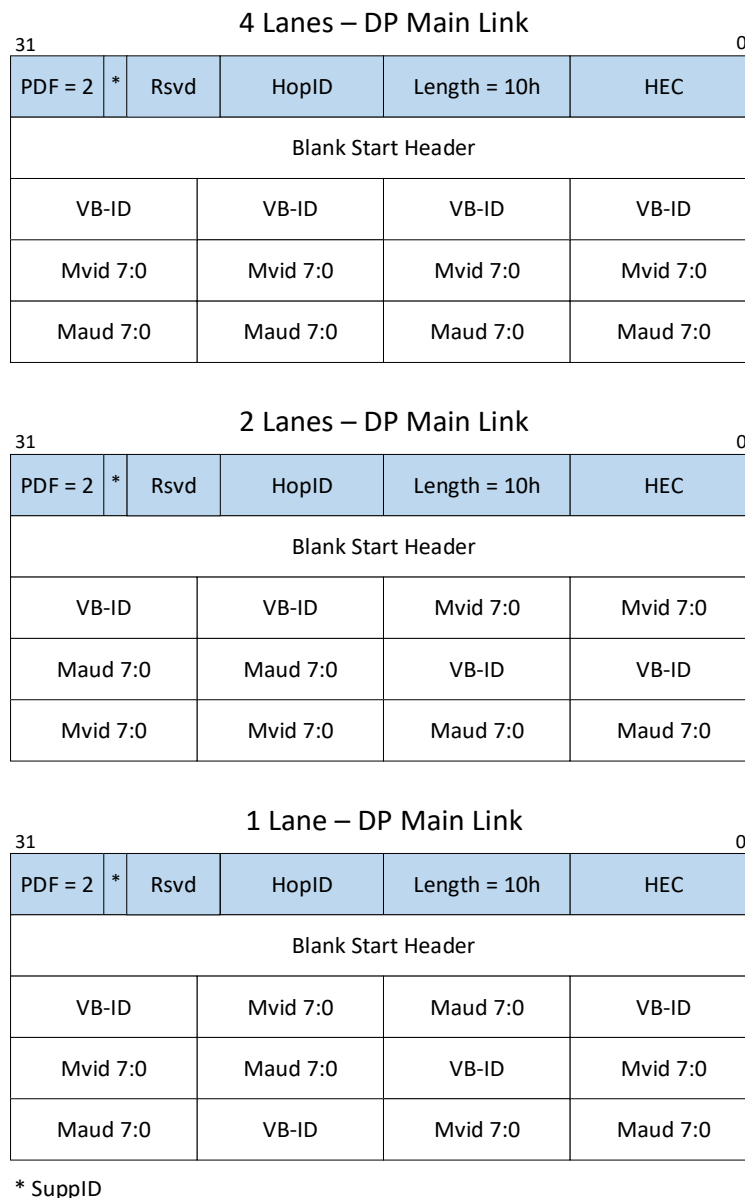 4 Lanes – DP Main Link
31 0
PDF = 2 * Rsvd HopID Length = 10h HEC
Blank Start Header
VB-ID VB-ID VB-ID VB-ID
Mvid 7:0 Mvid 7:0 Mvid 7:0 Mvid 7:0
Maud 7:0 Maud 7:0 Maud 7:0 Maud 7:0
2 Lanes – DP Main Link
31 0
PDF = 2 * Rsvd HopID Length = 10h HEC
Blank Start Header
VB-ID VB-ID Mvid 7:0 Mvid 7:0
Maud 7:0 Maud 7:0 VB-ID VB-ID
Mvid 7:0 Mvid 7:0 Maud 7:0 Maud 7:0
1 Lane – DP Main Link
31 0
PDF = 2 * Rsvd HopID Length = 10h HEC
Blank Start Header
VB-ID Mvid 7:0 Maud 7:0 VB-ID
Mvid 7:0 Maud 7:0 VB-ID Mvid 7:0
Maud 7:0 VB-ID Mvid 7:0 Maud 7:0
* SuppID